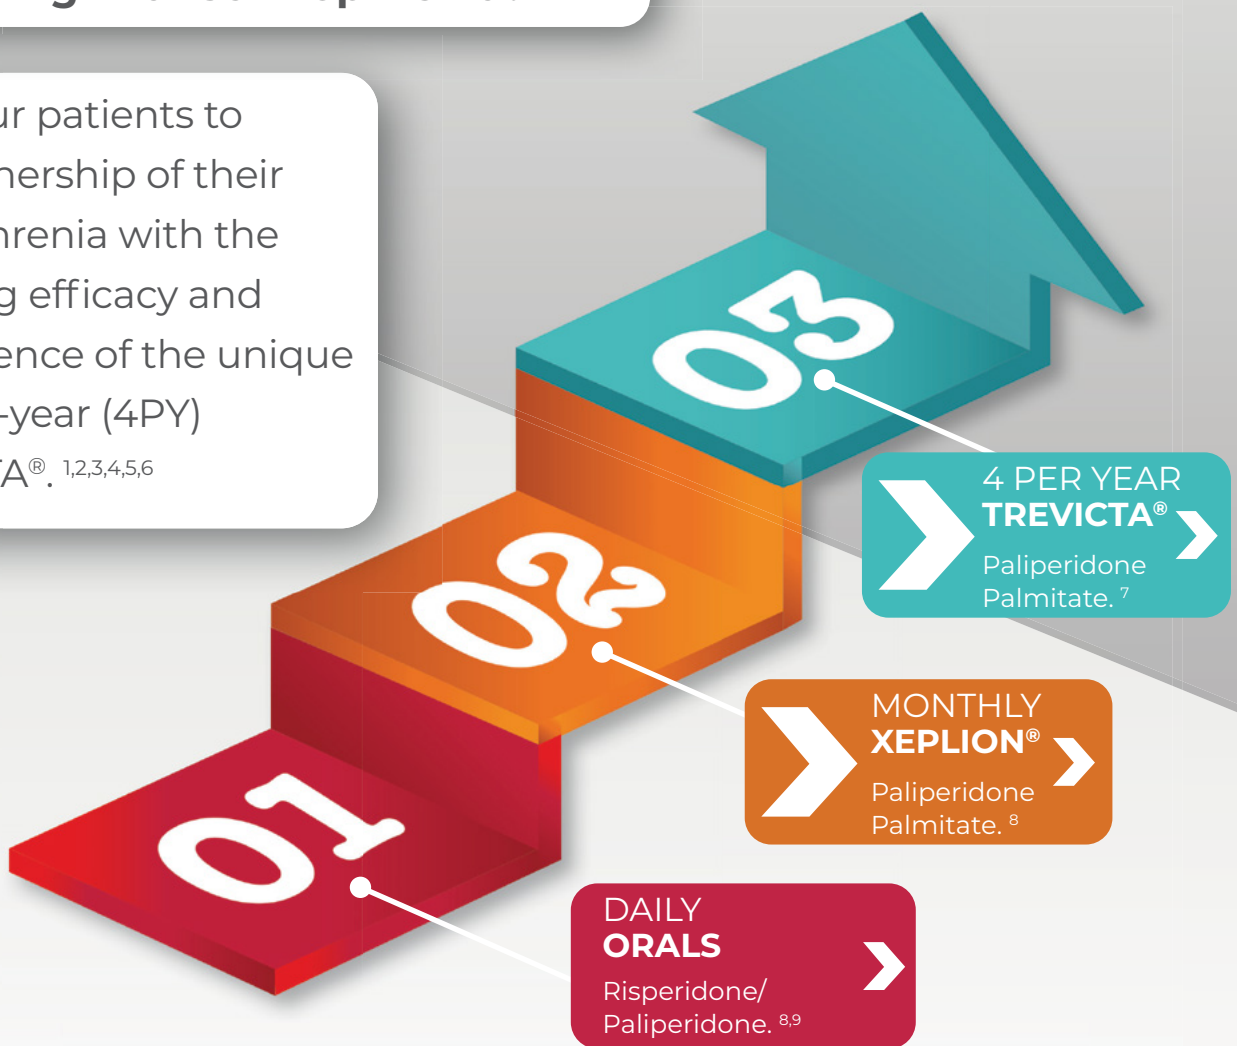 ur patients to
nership of their
hrenia with the
g efficacy and
ence of the unique
-year (4PY)
TA®. 1,2,3,4,5,6
03
4 PER YEAR
TREVICTA®
Paliperidone
Palmitate. 7
02
MONTHLY
XEPLION®
Paliperidone
Palmitate. 8
01
DAILY
ORALS
Risperidone/
Paliperidone. 8,9